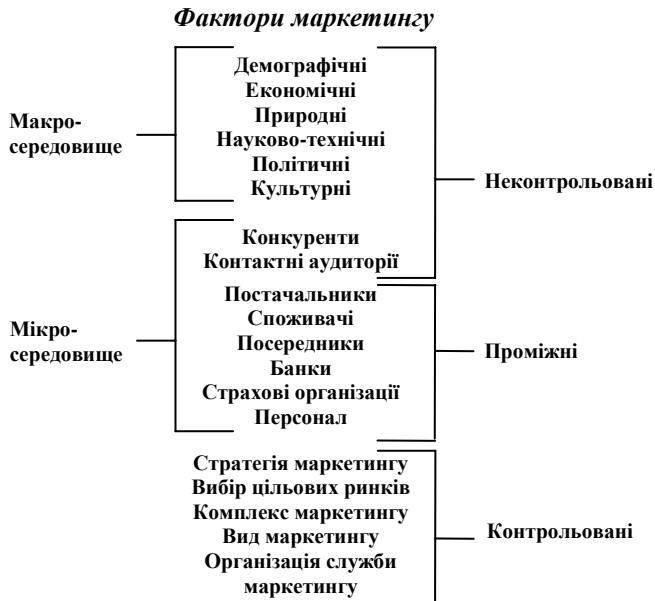 Фактори маркетингу
Макро-
середовище
Демографічні
Економічні
Природні
Науково-технічні
Політичні
Культурні
Неконтрольовані
Мікро-
середовище
Конкуренти
Контактні аудиторії
Постачальники
Споживачі
Посередники
Банки
Страхові організації
Персонал
Проміжні
Стратегія маркетингу
Вибір цільових ринків
Комплекс маркетингу
Вид маркетингу
Організація служби
маркетингу
Контрольовані